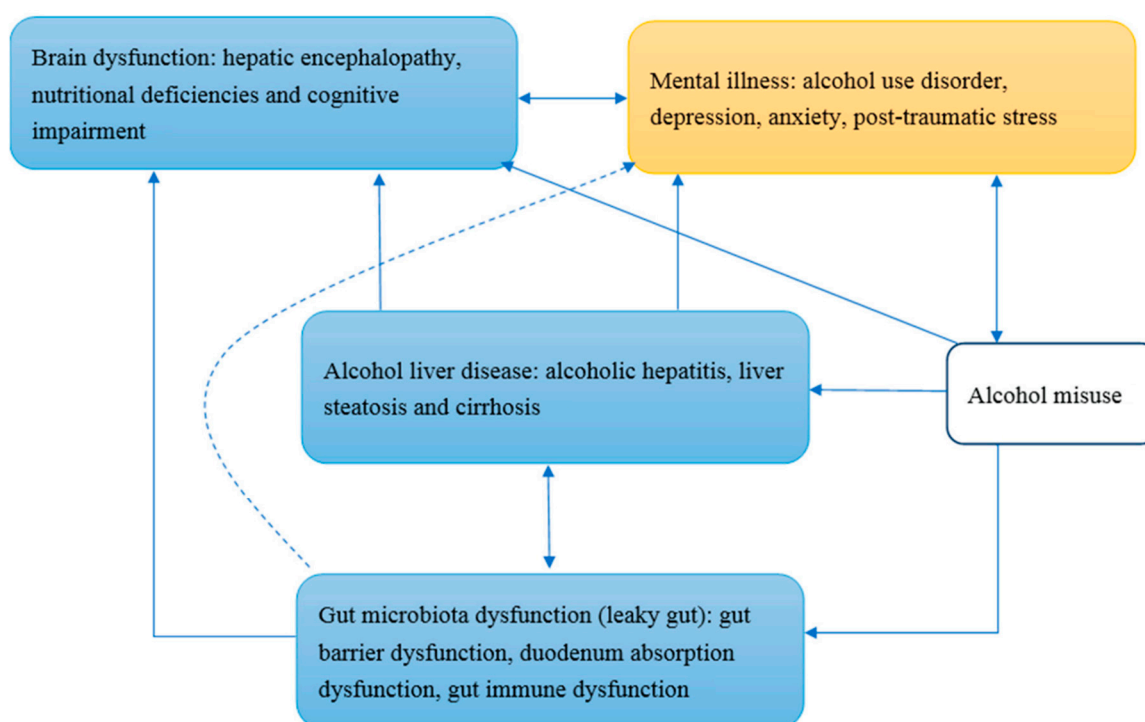 Brain dysfunction: hepatic encephalopathy,
nutritional deficiencies and cognitive
impairment
Mental illness: alcohol use disorder,
depression, anxiety, post-traumatic stress
Alcohol liver disease: alcoholic hepatitis, liver
steatosis and cirrhosis
Alcohol misuse
Gut microbiota dysfunction (leaky gut): gut
barrier dysfunction, duodenum absorption
dysfunction, gut immune dysfunction